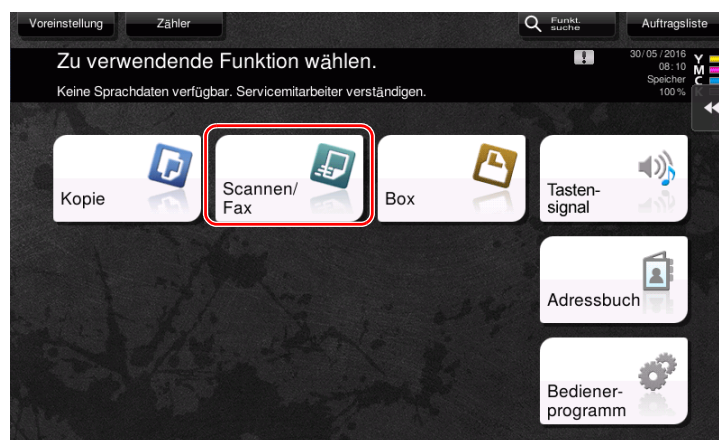 Voreinstellung
Zähler
Funkt.
suche
Auftragsliste
Zu verwendende Funktion wählen.
Keine Sprachdaten verfügbar. Servicemitarbeiter verständigen.
30/05/2016
08:10
Speicher
100 %
Y
M
C
K
Kopie
Scannen/
Fax
Box
Tasten-
signal
Adressbuch
Bediener-
programm